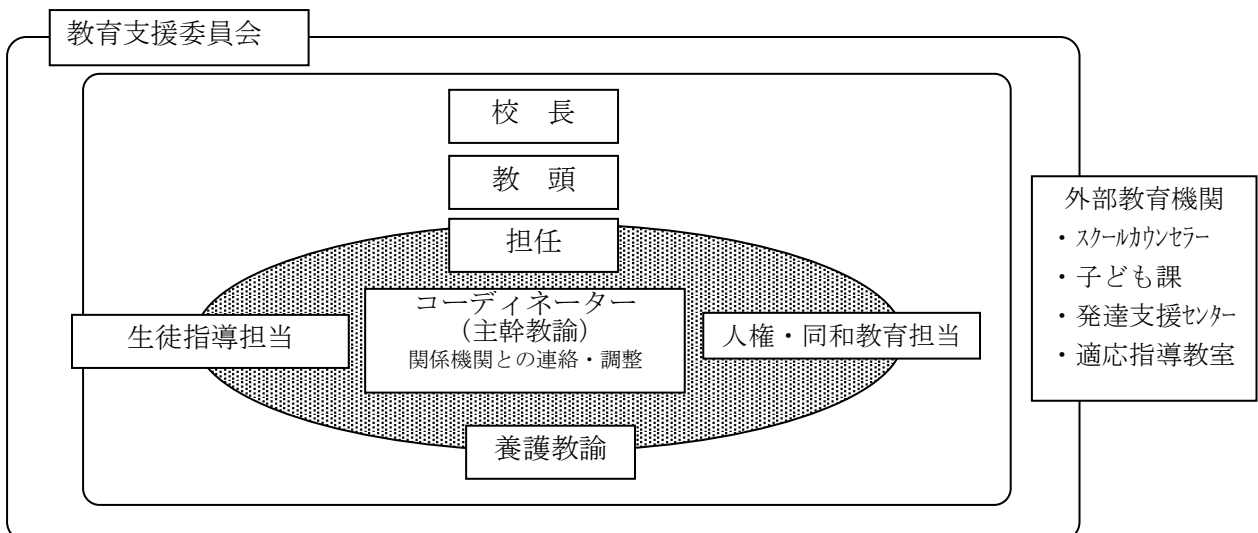 教育支援委員会
校　長
教　頭
担任
コーディネーター
（主幹教諭）
関係機関との連絡・調整
生徒指導担当
人権・同和教育担当
養護教諭
外部教育機関
・ｽｸｰﾙｶｳﾝｾﾗｰ
・子ども課
・発達支援ｾﾝﾀｰ
・適応指導教室